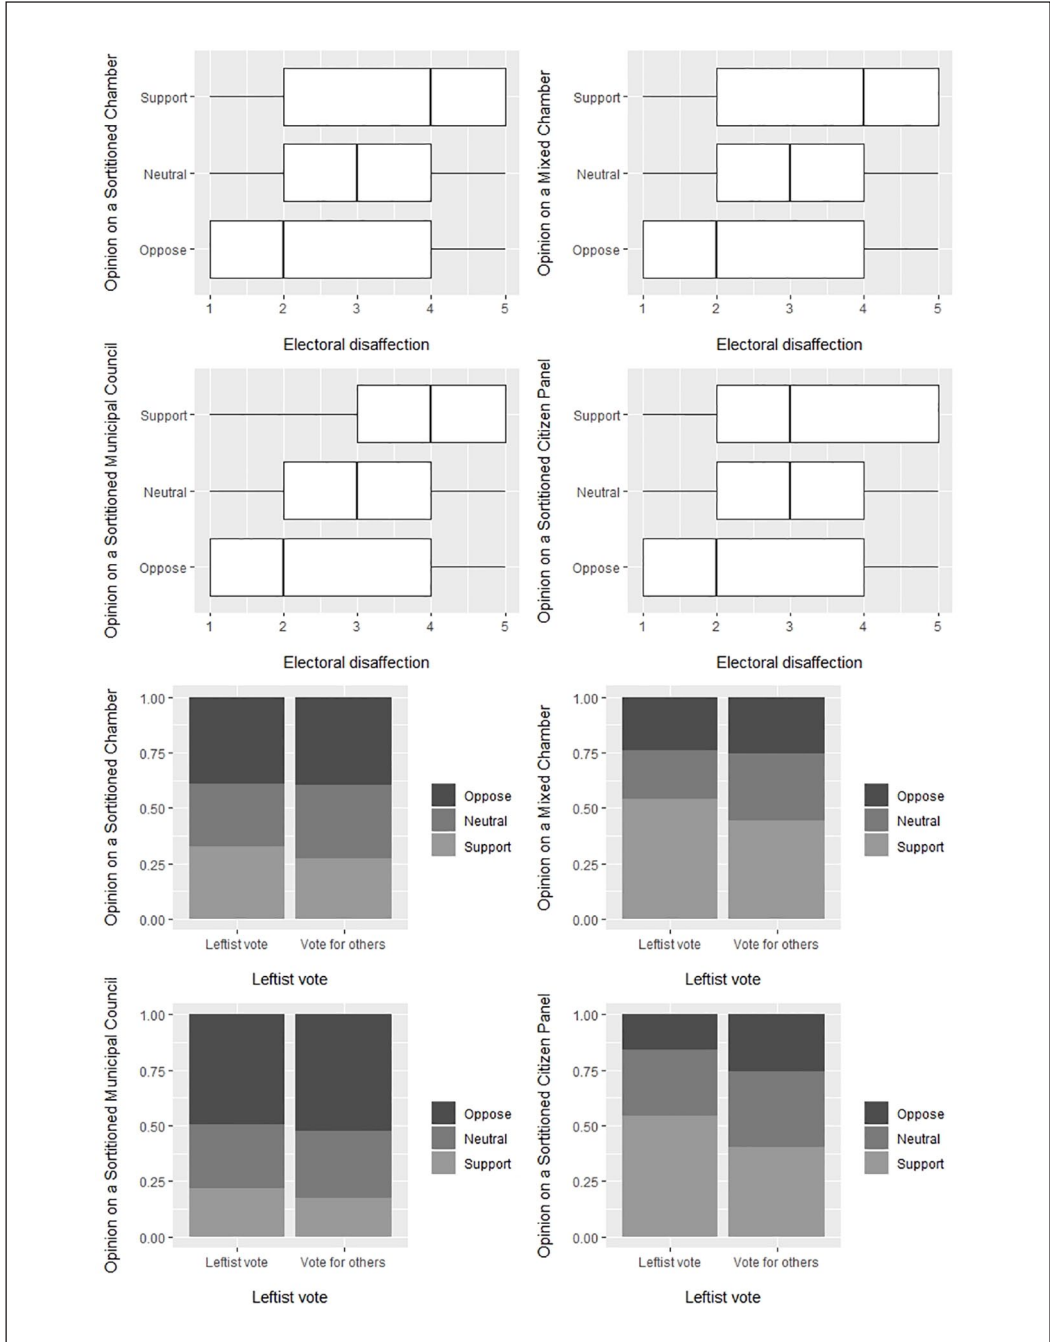 Opinion on a Sortitioned Chamber
Support
Neutral
Oppose
1 2 3 4 5
Electoral disaffection
Opinion on a Mixed Chamber
Support
Neutral
Oppose
1 2 3 4 5
Electoral disaffection
Opinion on a Sortitioned Municipal Council
Support
Neutral
Oppose
1 2 3 4 5
Electoral disaffection
Opinion on a Sortitioned Citizen Panel
Support
Neutral
Oppose
1 2 3 4 5
Electoral disaffection
Opinion on a Sortitioned Chamber
1.00
0.75
0.50
0.25
0.00
Leftist vote Vote for others
Leftist vote
Oppose
Neutral
Support
Opinion on a Mixed Chamber
1.00
0.75
0.50
0.25
0.00
Leftist vote Vote for others
Leftist vote
Oppose
Neutral
Support
Opinion on a Sortitioned Municipal Council
1.00
0.75
0.50
0.25
0.00
Leftist vote Vote for others
Leftist vote
Oppose
Neutral
Support
Opinion on a Sortitioned Citizen Panel
1.00
0.75
0.50
0.25
0.00
Leftist vote Vote for others
Leftist vote
Oppose
Neutral
Support